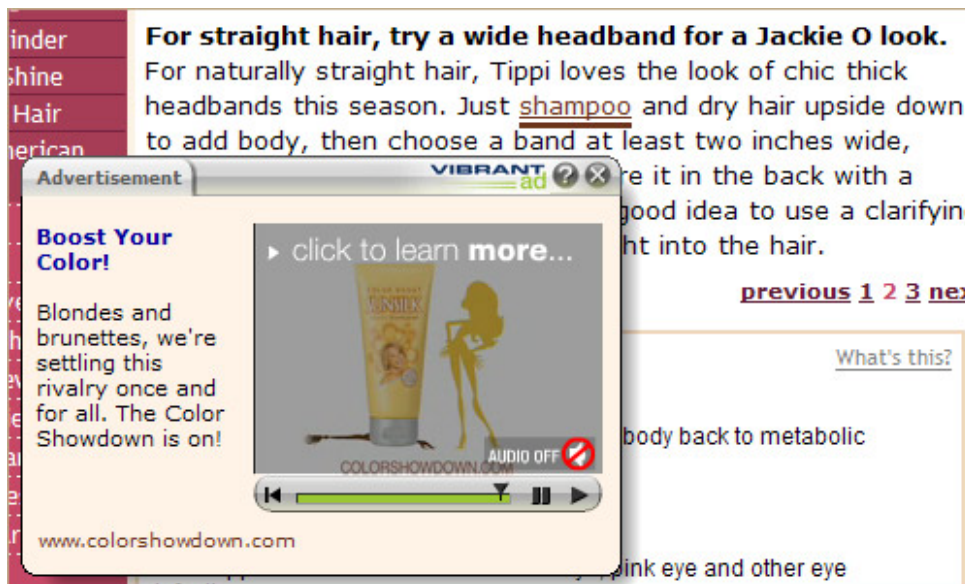 inder
Shine
Hair
nerican
For straight hair, try a wide headband for a Jackie O look.
For naturally straight hair, Tippi loves the look of chic thick
headbands this season. Just shampoo and dry hair upside down
to add body, then choose a band at least two inches wide,
re it in the back with a
good idea to use a clarifyin
ht into the hair.
previous 1 2 3 nex
Advertisement
VIBRANT
ad ?
Boost Your
Color!
Blondes and
brunettes, we're
settling this
rivalry once and
for all. The Color
Showdown is on!
click to learn more...
COLOR BOOST
SUNSILK
AUDIO OFF
COLORSHOWDOWN.COM
www.colorshowdown.com
What's this?
body back to metabolic
pink eye and other eye